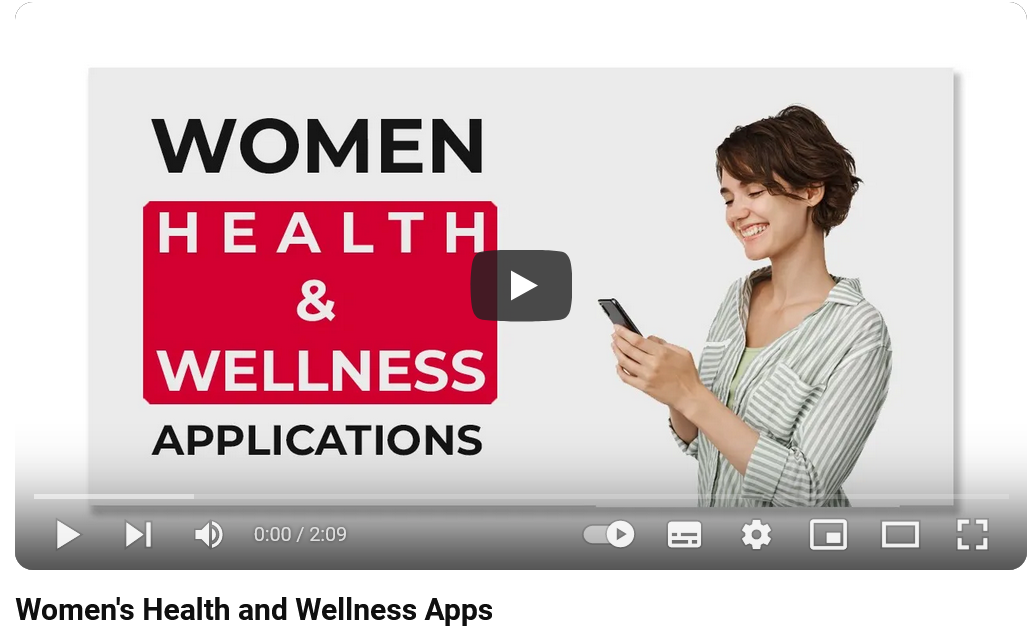 WOMEN
HEALTH
&
WELLNESS
APPLICATIONS
0:00 / 2:09
Women's Health and Wellness Apps